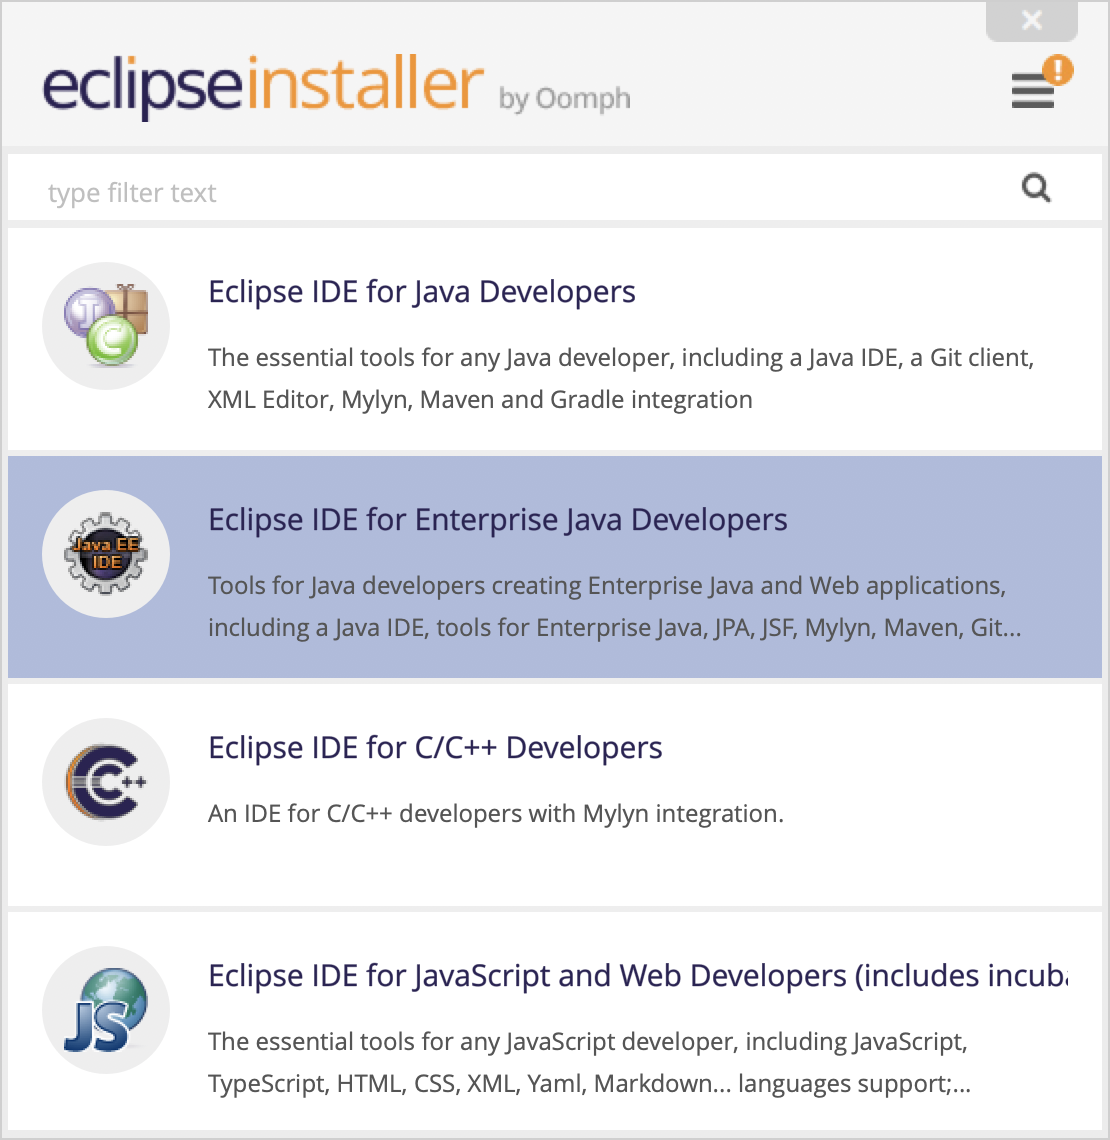 eclipseinstaller by Oomph
type filter text
Eclipse IDE for Java Developers
The essential tools for any Java developer, including a Java IDE, a Git client,
XML Editor, Mylyn, Maven and Gradle integration
Java EE
IDE
Eclipse IDE for Enterprise Java Developers
Tools for Java developers creating Enterprise Java and Web applications,
including a Java IDE, tools for Enterprise Java, JPA, JSF, Mylyn, Maven, Git...
C++
Eclipse IDE for C/C++ Developers
An IDE for C/C++ developers with Mylyn integration.
JS
Eclipse IDE for JavaScript and Web Developers (includes incuba
The essential tools for any JavaScript developer, including JavaScript,
TypeScript, HTML, CSS, XML, Yaml, Markdown... languages support;...